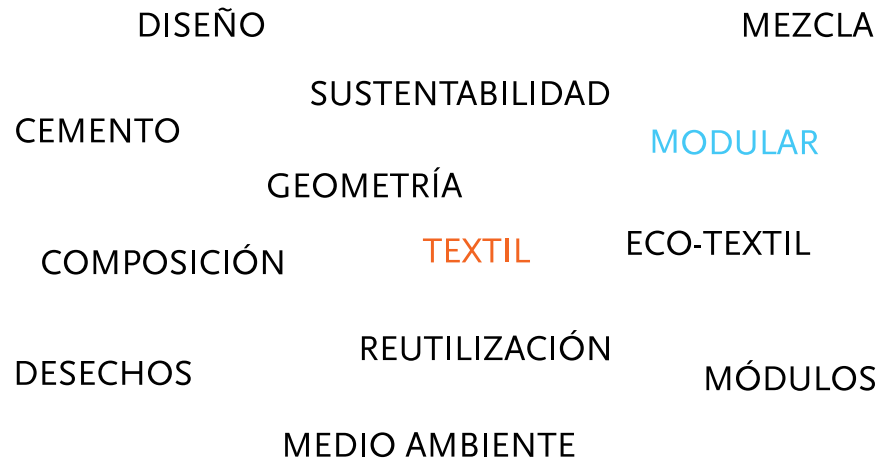 DISEÑO
MEZCLA
SUSTENTABILIDAD
CEMENTO
MODULAR
GEOMETRÍA
TEXTIL
ECO-TEXTIL
COMPOSICIÓN
REUTILIZACIÓN
DESECHOS
MÓDULOS
MEDIO AMBIENTE